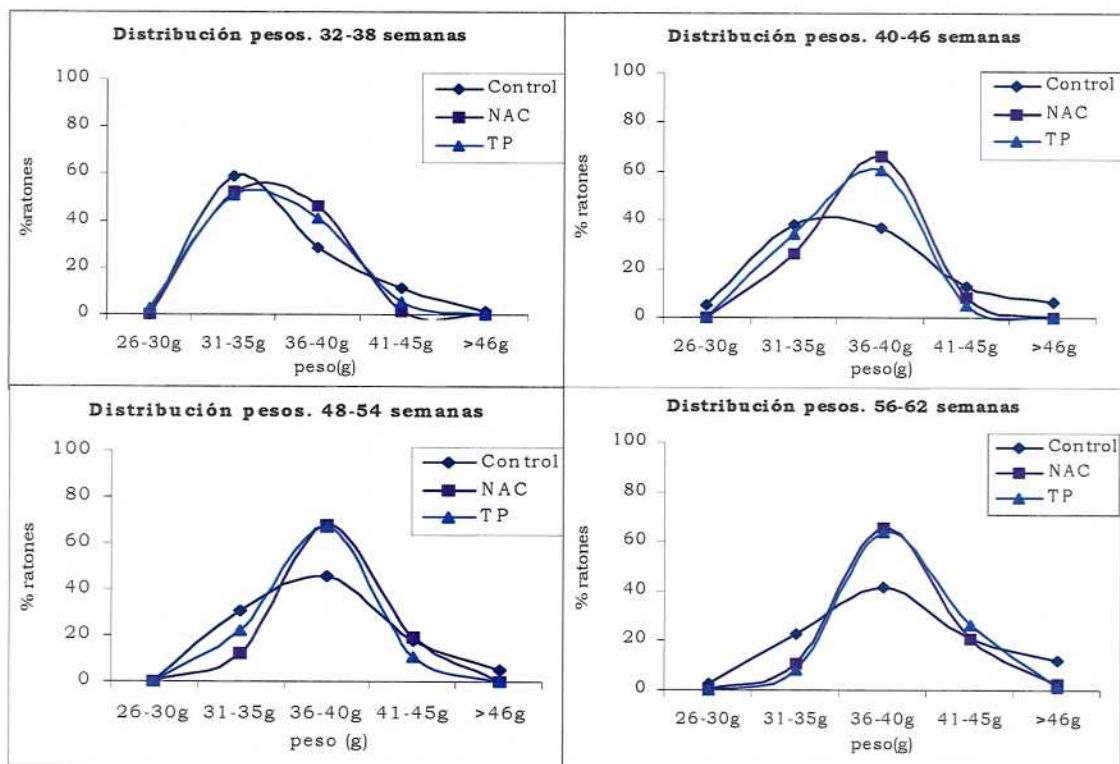 Distribución pesos. 32-38 semanas
100
80
60
40
20
0
%ratones
Control
NAC
TP
26-30g 31-35g 36-40g 41-45g >46g
peso(g)
Distribución pesos. 40-46 semanas
100
80
60
40
20
0
% ratones
Control
NAC
TP
26-30g 31-35g 36-40g 41-45g >46g
peso(g)
Distribución pesos. 48-54 semanas
100
80
60
40
20
0
% ratones
Control
NAC
TP
26-30g 31-35g 36-40g 41-45g >46g
peso (g)
Distribución pesos. 56-62 semanas
100
80
60
40
20
0
% ratones
Control
NAC
TP
26-30g 31-35g 36-40g 41-45g >46g
peso(g)